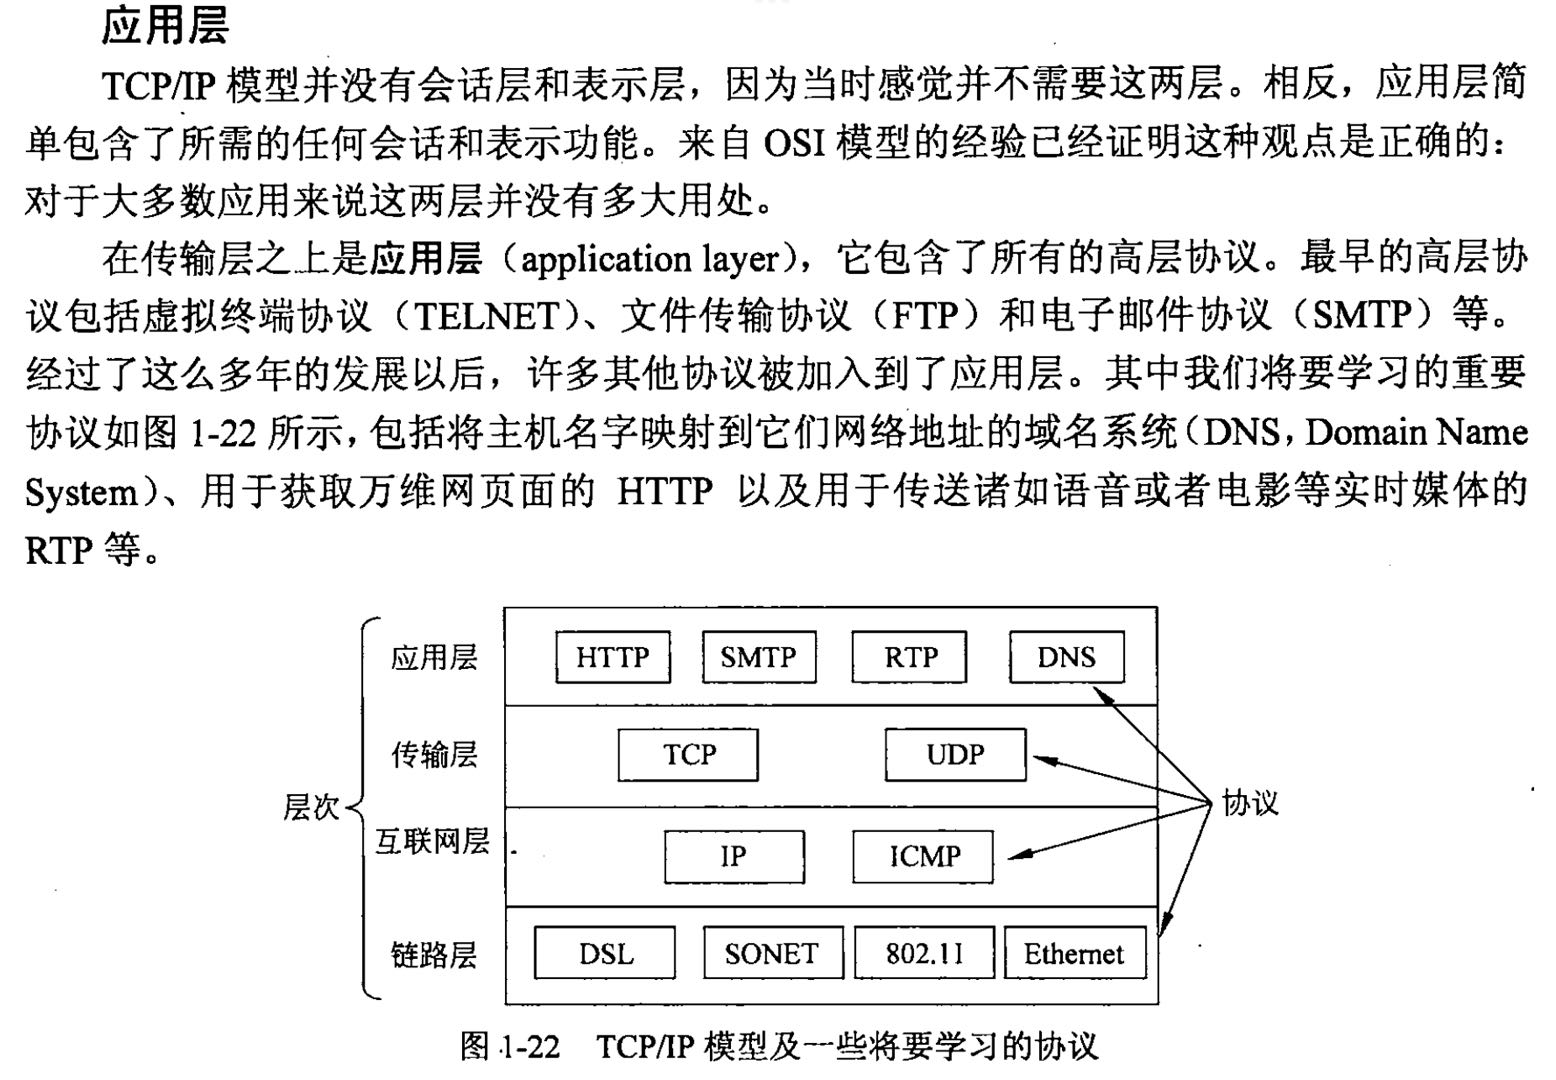 应用层
TCP/IP 模型并没有会话层和表示层，因为当时感觉并不需要这两层。相反，应用层简
单包含了所需的任何会话和表示功能。来自 OSI 模型的经验已经证明这种观点是正确的：
对于大多数应用来说这两层并没有多大用处。
在传输层之上是应用层（application layer），它包含了所有的高层协议。最早的高层协
议包括虚拟终端协议（TELNET）、文件传输协议（FTP）和电子邮件协议（SMTP）等。
经过了这么多年的发展以后，许多其他协议被加入到了应用层。其中我们将要学习的重要
协议如图 1-22 所示，包括将主机名字映射到它们网络地址的域名系统（DNS，Domain Name
System）、用于获取万维网页面的 HTTP 以及用于传送诸如语音或者电影等实时媒体的
RTP 等。
应用层 HTTP SMTP RTP DNS
传输层 TCP UDP
层次 协议
互联网层 IP ICMP
链路层 DSL SONET 802.11 Ethernet
图 1-22 TCP/IP 模型及一些将要学习的协议